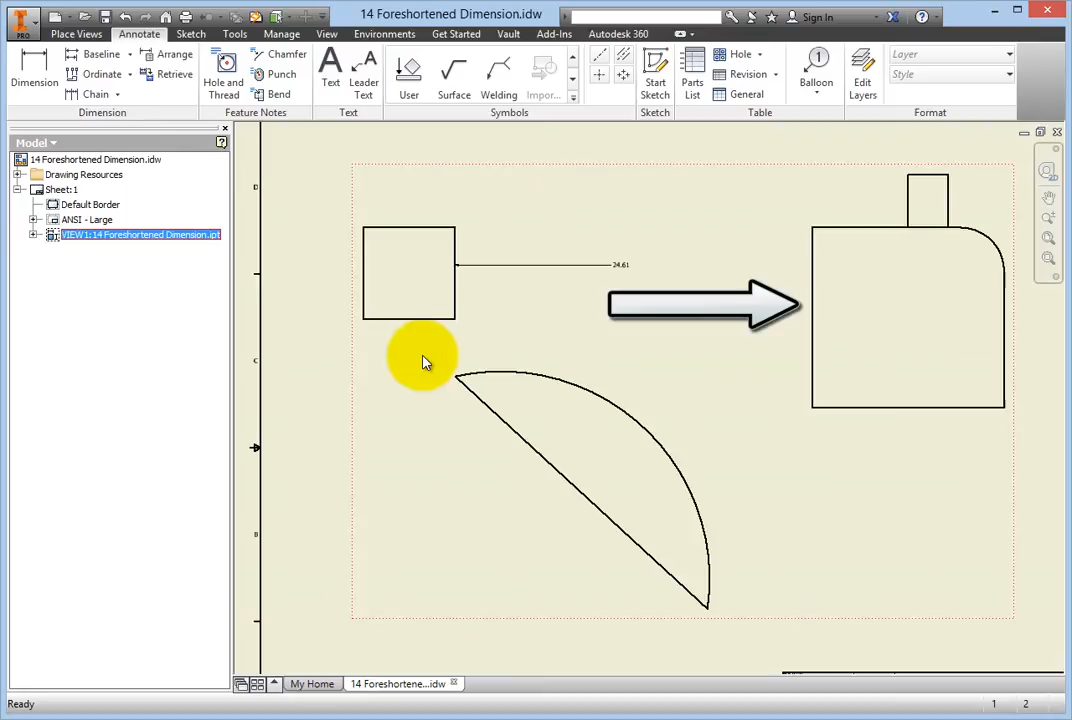 14 Foreshortened Dimension.idw
Sign In
PRO
Place Views
Annotate
Sketch
Tools
Manage
View
Environments
Get Started
Vault
Add-Ins
Autodesk 360
Dimension
Baseline
Ordinate
Chain
Arrange
Retrieve
Dimension
Hole and
Thread
Chamfer
Punch
Bend
Feature Notes
Text
Leader
Text
Text
User
Surface
Welding
Impor...
Symbols
Start
Sketch
Sketch
Parts
List
Hole
Revision
General
Table
Balloon
1
Edit
Layers
Layer
Style
Format
Model
14 Foreshortened Dimension.idw
Drawing Resources
Sheet:1
Default Border
ANSI - Large
VIEW1:14 Foreshortened Dimension.ipt
D
C
B
24.61
2D
My Home
14 Foreshortene...idw
Ready
1
2